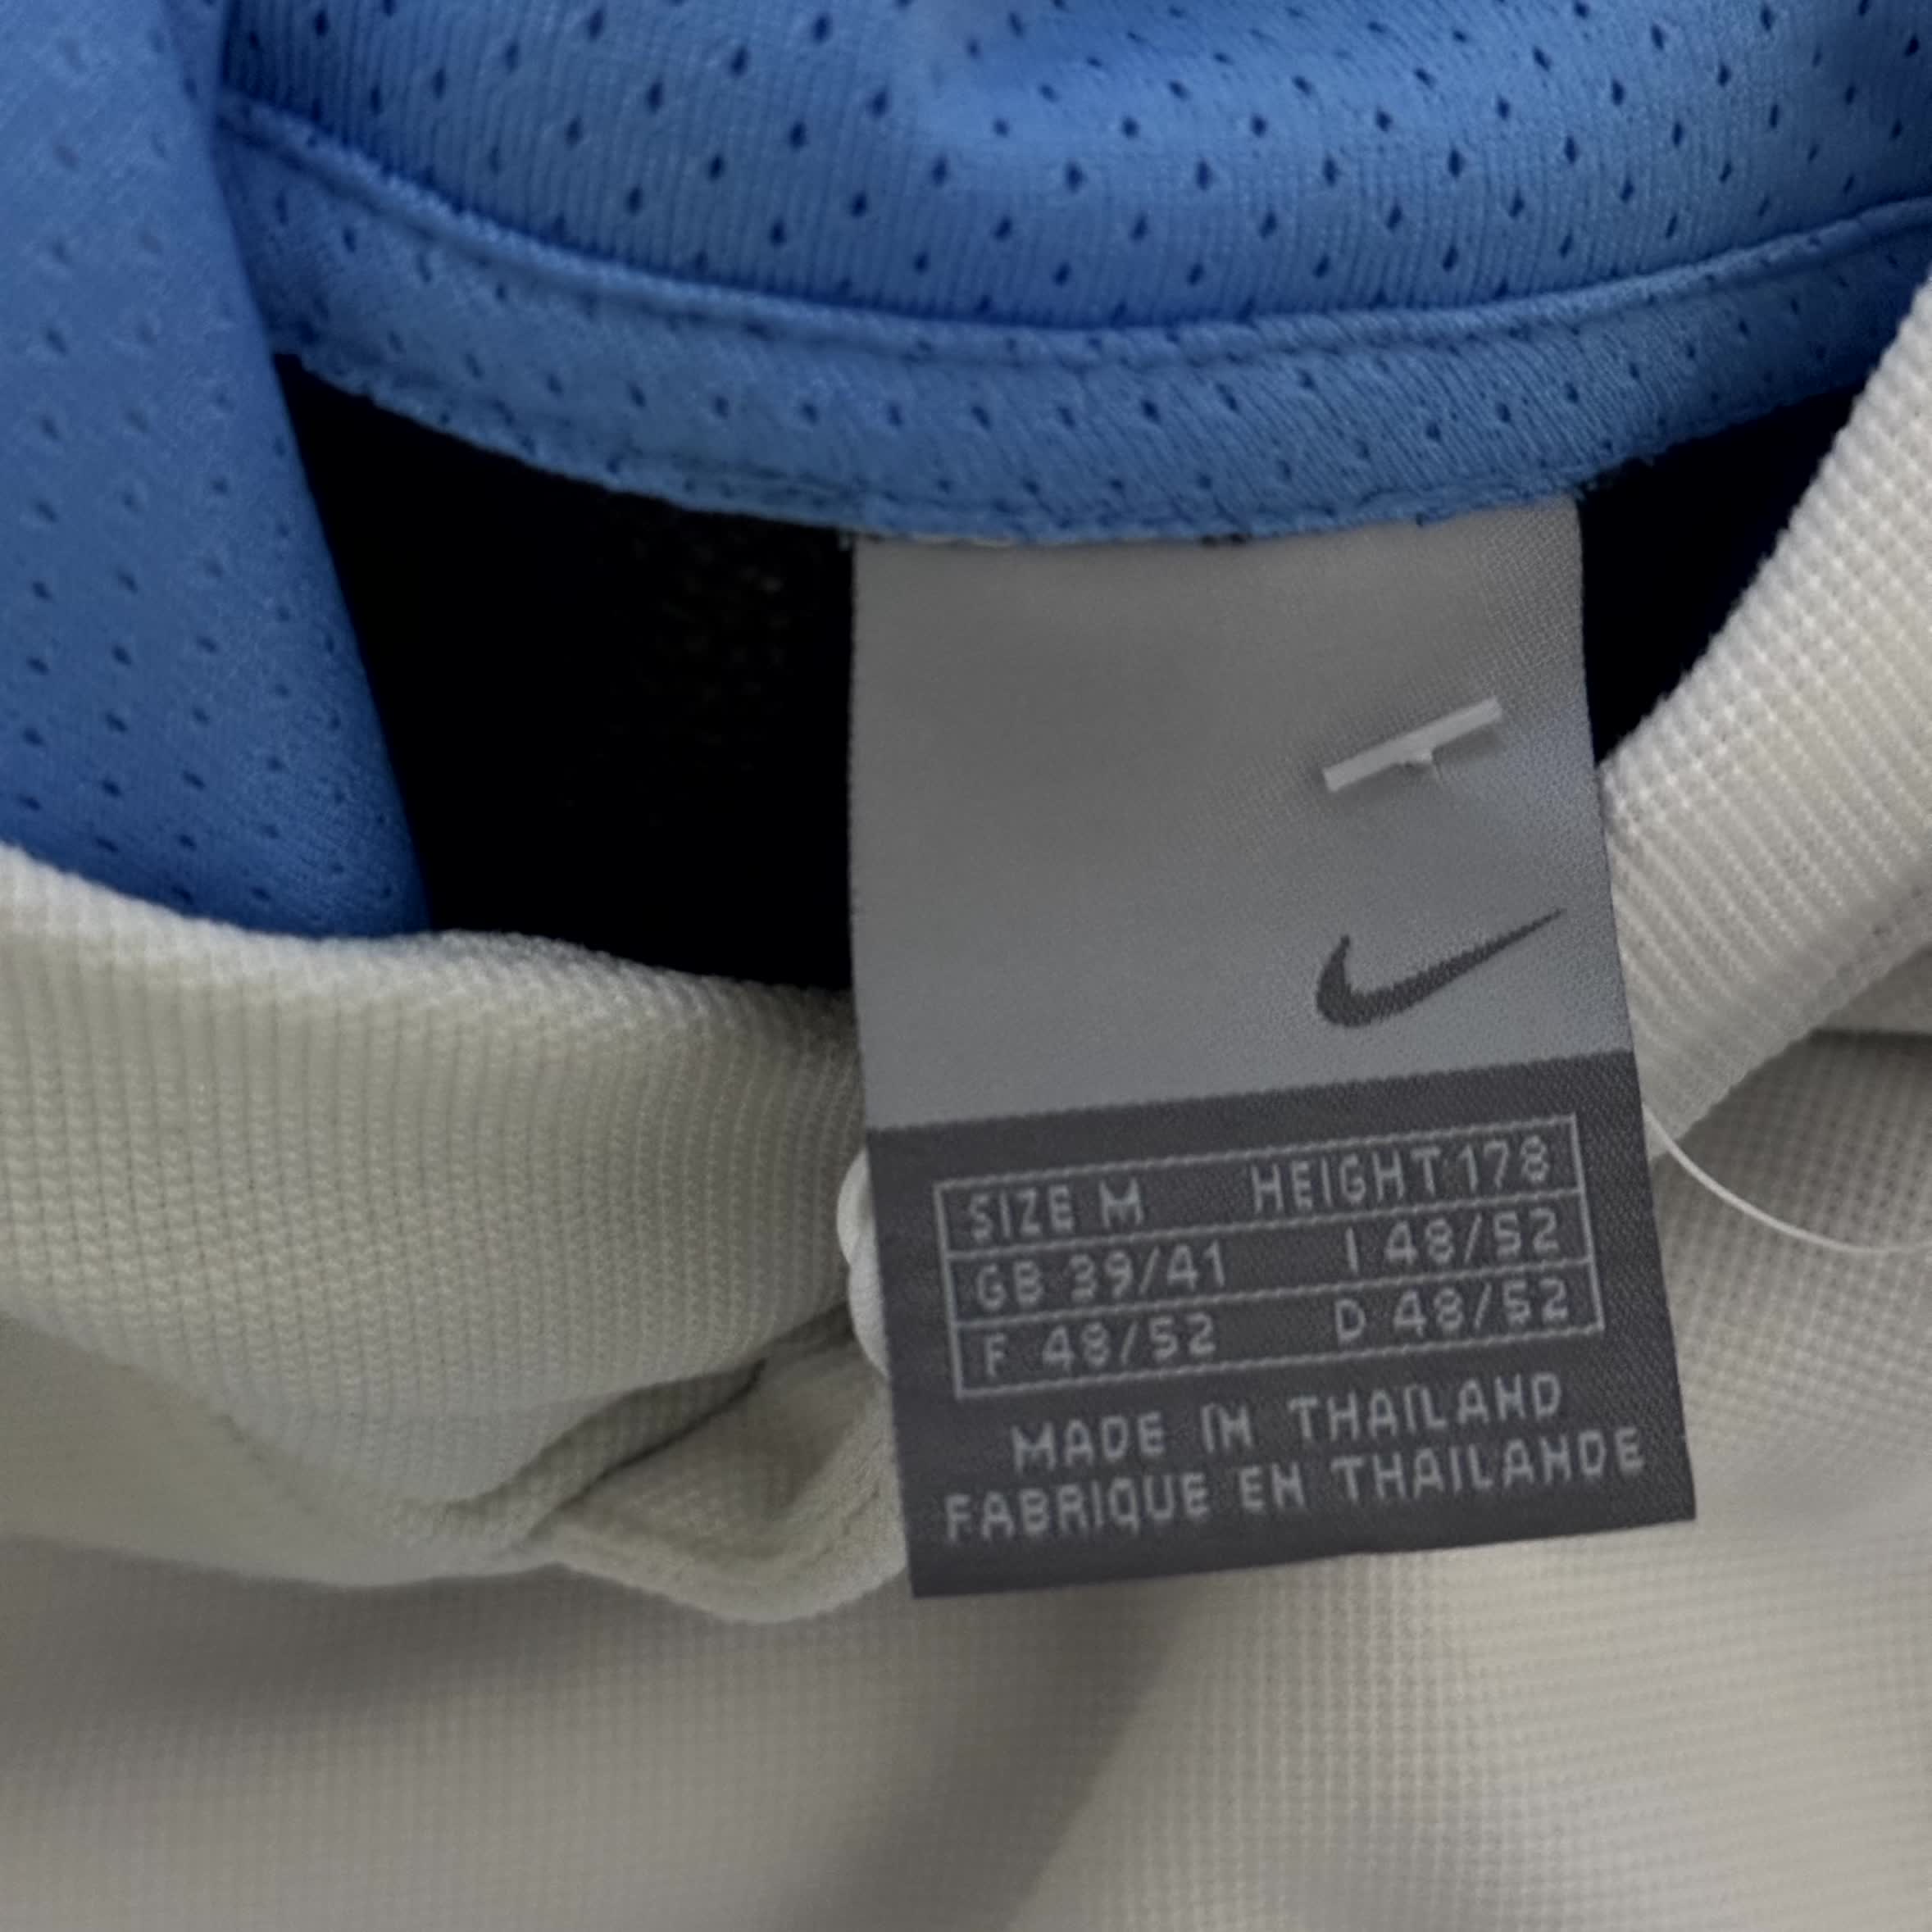 SIZE M HEIGHT 178
GB 39/41 I 48/52
F 48/52 D 48/52
MADE IN THAILAND
FABRIQUE EN THAILANDE